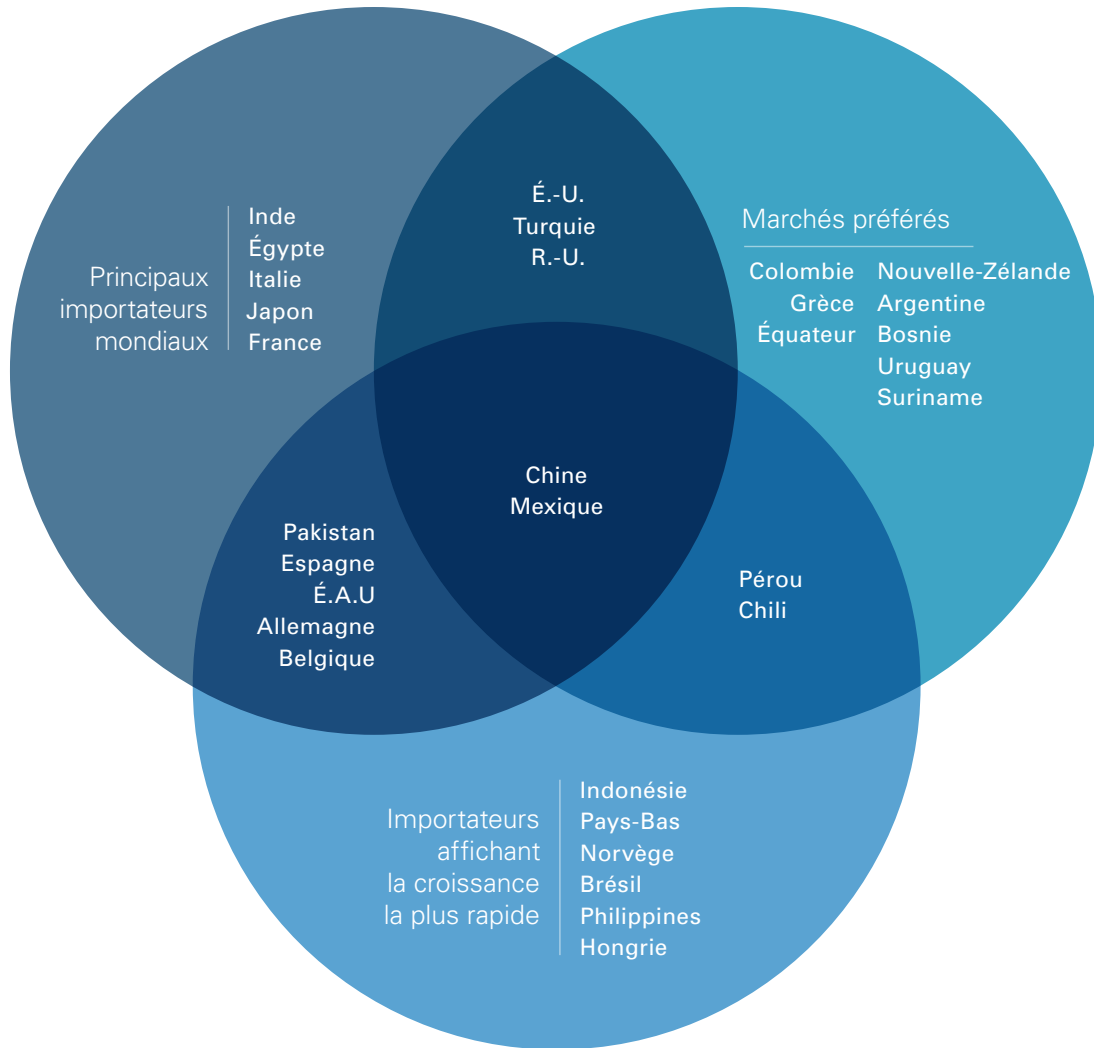 Principaux
importateurs
mondiaux
Inde
Égypte
Italie
Japon
France
É.-U.
Turquie
R.-U.
Marchés préférés
Colombie
Grèce
Équateur
Nouvelle-Zélande
Argentine
Bosnie
Uruguay
Suriname
Chine
Mexique
Pakistan
Espagne
É.A.U
Allemagne
Belgique
Pérou
Chili
Importateurs
affichant
la croissance
la plus rapide
Indonésie
Pays-Bas
Norvège
Brésil
Philippines
Hongrie